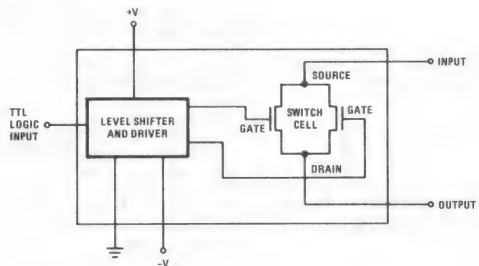 +V
INPUT
SOURCE
TTL
LOGIC
INPUT
LEVEL SHIFTER
AND DRIVER
GATE
SWITCH
CELL
GATE
DRAIN
OUTPUT
-V